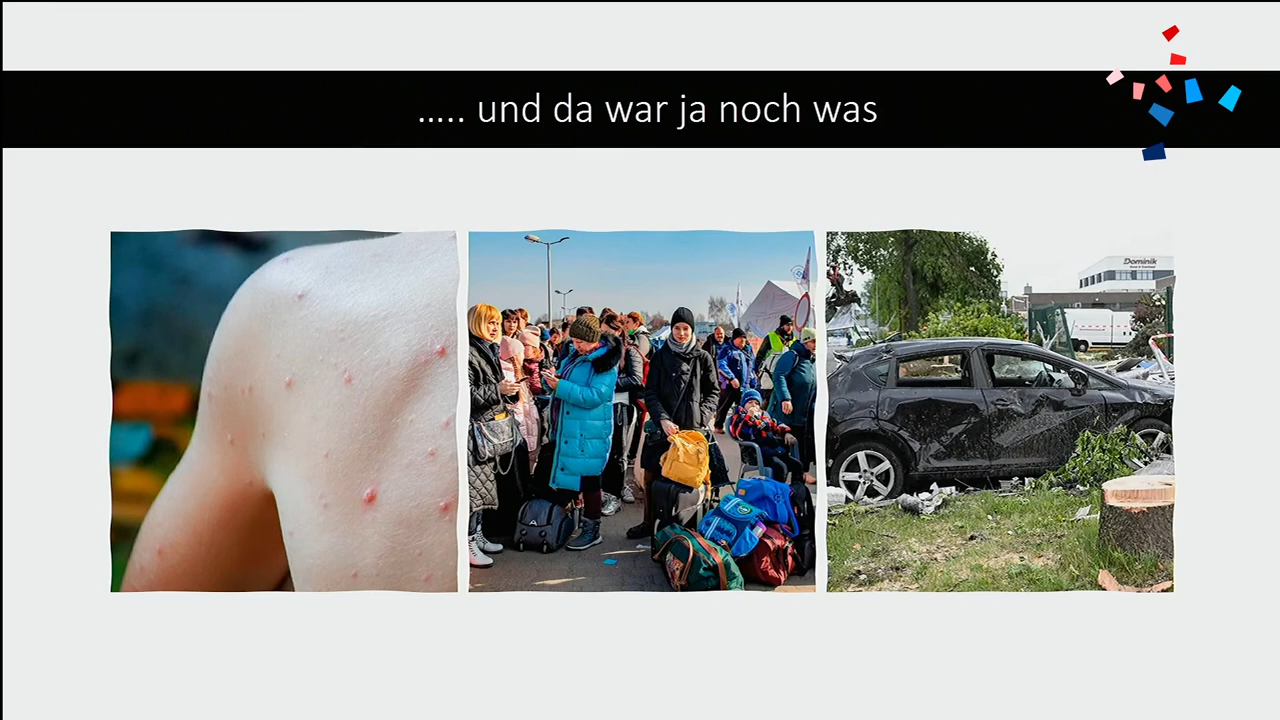 ….. und da war ja noch was
Dominik